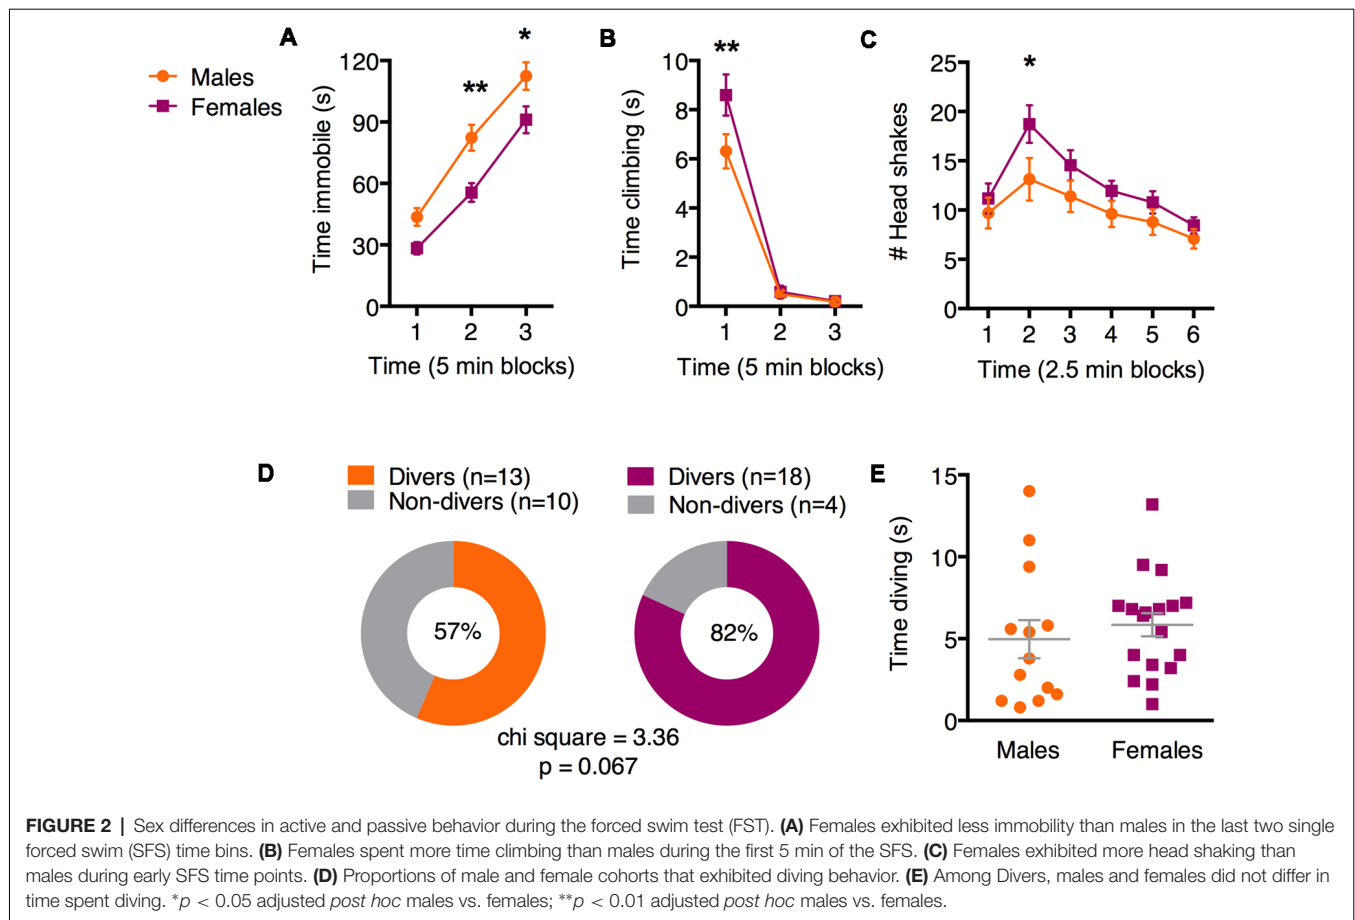 A
B
C
Males
Females
Time immobile (s)
120
90
60
30
0
*
**
1 2 3
Time (5 min blocks)
Time climbing (s)
10
8
6
4
2
0
**
1 2 3
Time (5 min blocks)
# Head shakes
25
20
15
10
5
0
*
1 2 3 4 5 6
Time (2.5 min blocks)
D
Divers (n=13)
Non-divers (n=10)
Divers (n=18)
Non-divers (n=4)
57%
82%
chi square = 3.36
p = 0.067
E
Time diving (s)
15
10
5
0
Males Females
FIGURE 2 | Sex differences in active and passive behavior during the forced swim test (FST). (A) Females exhibited less immobility than males in the last two single
forced swim (SFS) time bins. (B) Females spent more time climbing than males during the first 5 min of the SFS. (C) Females exhibited more head shaking than
males during early SFS time points. (D) Proportions of male and female cohorts that exhibited diving behavior. (E) Among Divers, males and females did not differ in
time spent diving. *p < 0.05 adjusted post hoc males vs. females; **p < 0.01 adjusted post hoc males vs. females.